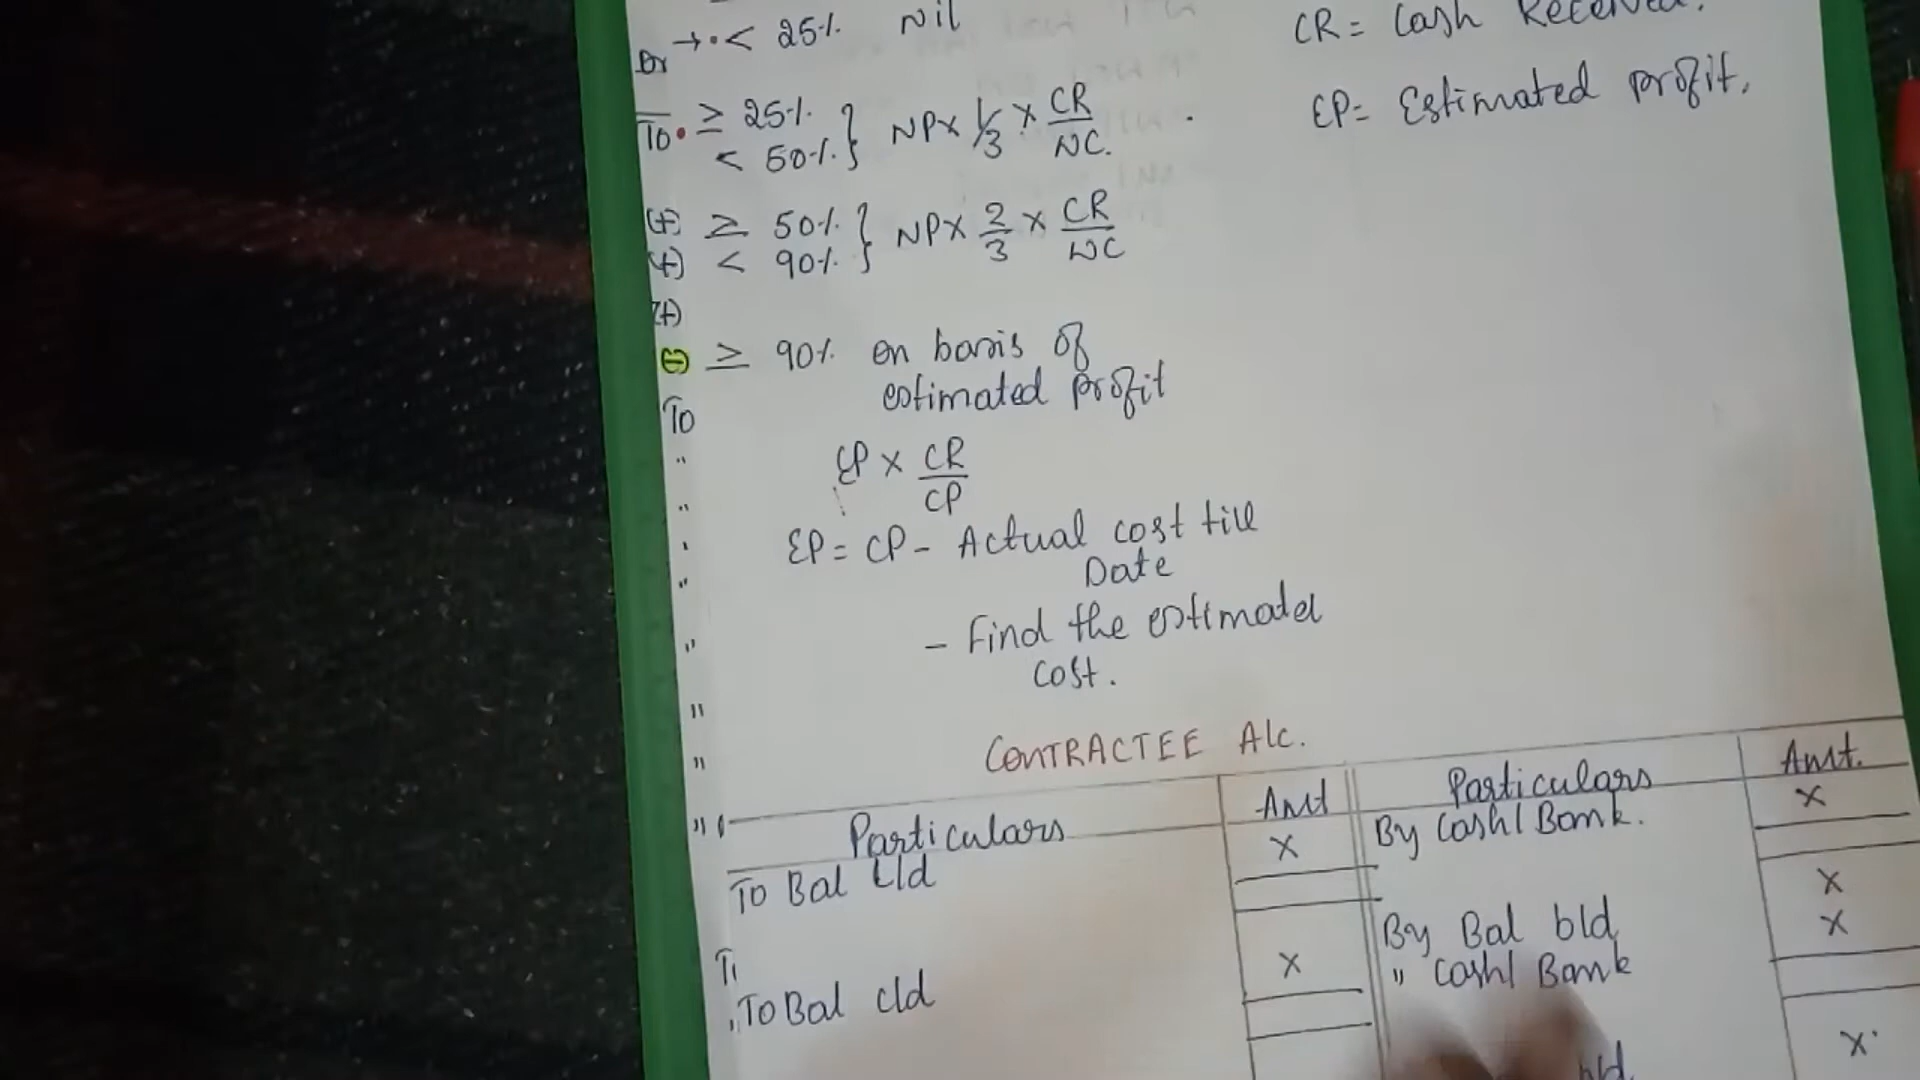 → • < 25% Nil
CR = Cash Received.
Dr
EP = Estimated profit.
To • ≥ 25% } NP x 1/3 x CR/WC.
< 50% }
(+) ≥ 50% } NP x 2/3 x CR/WC
(+) < 90% }
(+)
(-) ≥ 90% on basis of
estimated profit
To
EP x CR/CP
EP = CP - Actual cost till
Date
- Find the estimated
cost.
CONTRACTEE A/c.
Particulars Amt Particulars Amt.
To Bal c/d X By Cash/Bank. X
By Bal b/d X
To Bal c/d X " Cash/Bank X
b/d X